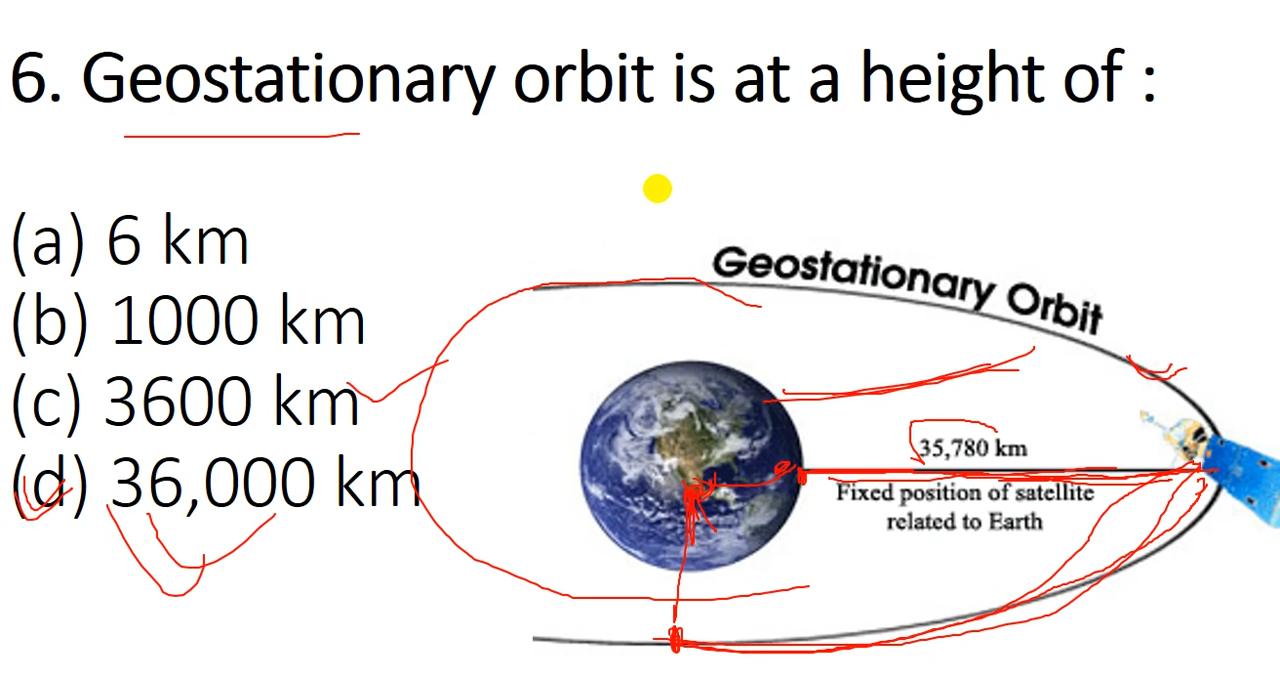 6. Geostationary orbit is at a height of :
(a) 6 km
(b) 1000 km
(c) 3600 km
(d) 36,000 km
Geostationary Orbit
35,780 km
Fixed position of satellite
related to Earth